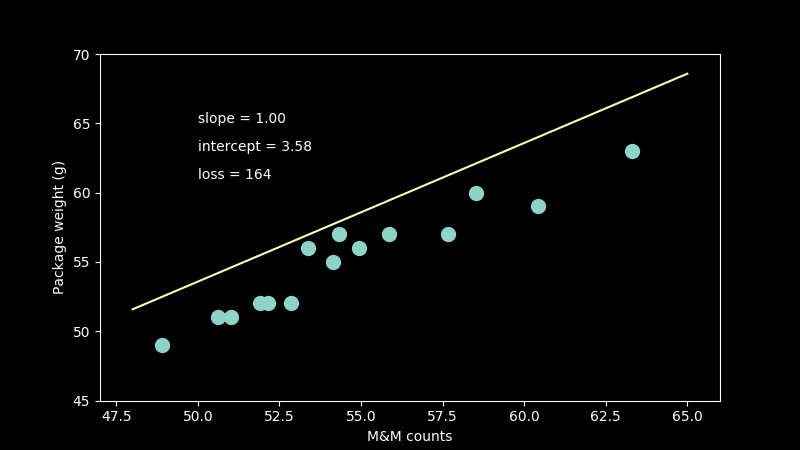 70
65
60
55
50
45
Package weight (g)
slope = 1.00
intercept = 3.58
loss = 164
47.5 50.0 52.5 55.0 57.5 60.0 62.5 65.0
M&M counts